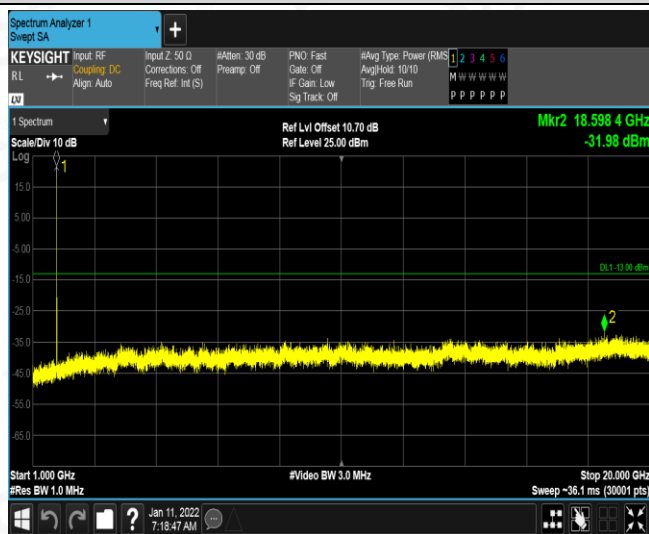 Spectrum Analyzer 1
Swept SA
+
KEYSIGHT
RL
LXI
Input: RF
Coupling: DC
Align: Auto
Input Z: 50 Ω
Corrections: Off
Freq Ref: Int (S)
#Atten: 30 dB
Preamp: Off
PNO: Fast
Gate: Off
IF Gain: Low
Sig Track: Off
#Avg Type: Power (RMS
Avg|Hold: 10/10
Trig: Free Run
1 2 3 4 5 6
M W W W W W
P P P P P P
1 Spectrum
Scale/Div 10 dB
Log
Ref Lvl Offset 10.70 dB
Ref Level 25.00 dBm
Mkr2 18.598 4 GHz
-31.98 dBm
1
15.0
5.00
-5.00
-15.0
DL1 -13.00 dBm
-25.0
2
-35.0
-45.0
-55.0
-65.0
Start 1.000 GHz
#Res BW 1.0 MHz
#Video BW 3.0 MHz
Stop 20.000 GHz
Sweep ~36.1 ms (30001 pts)
?
Jan 11, 2022
7:18:47 AM